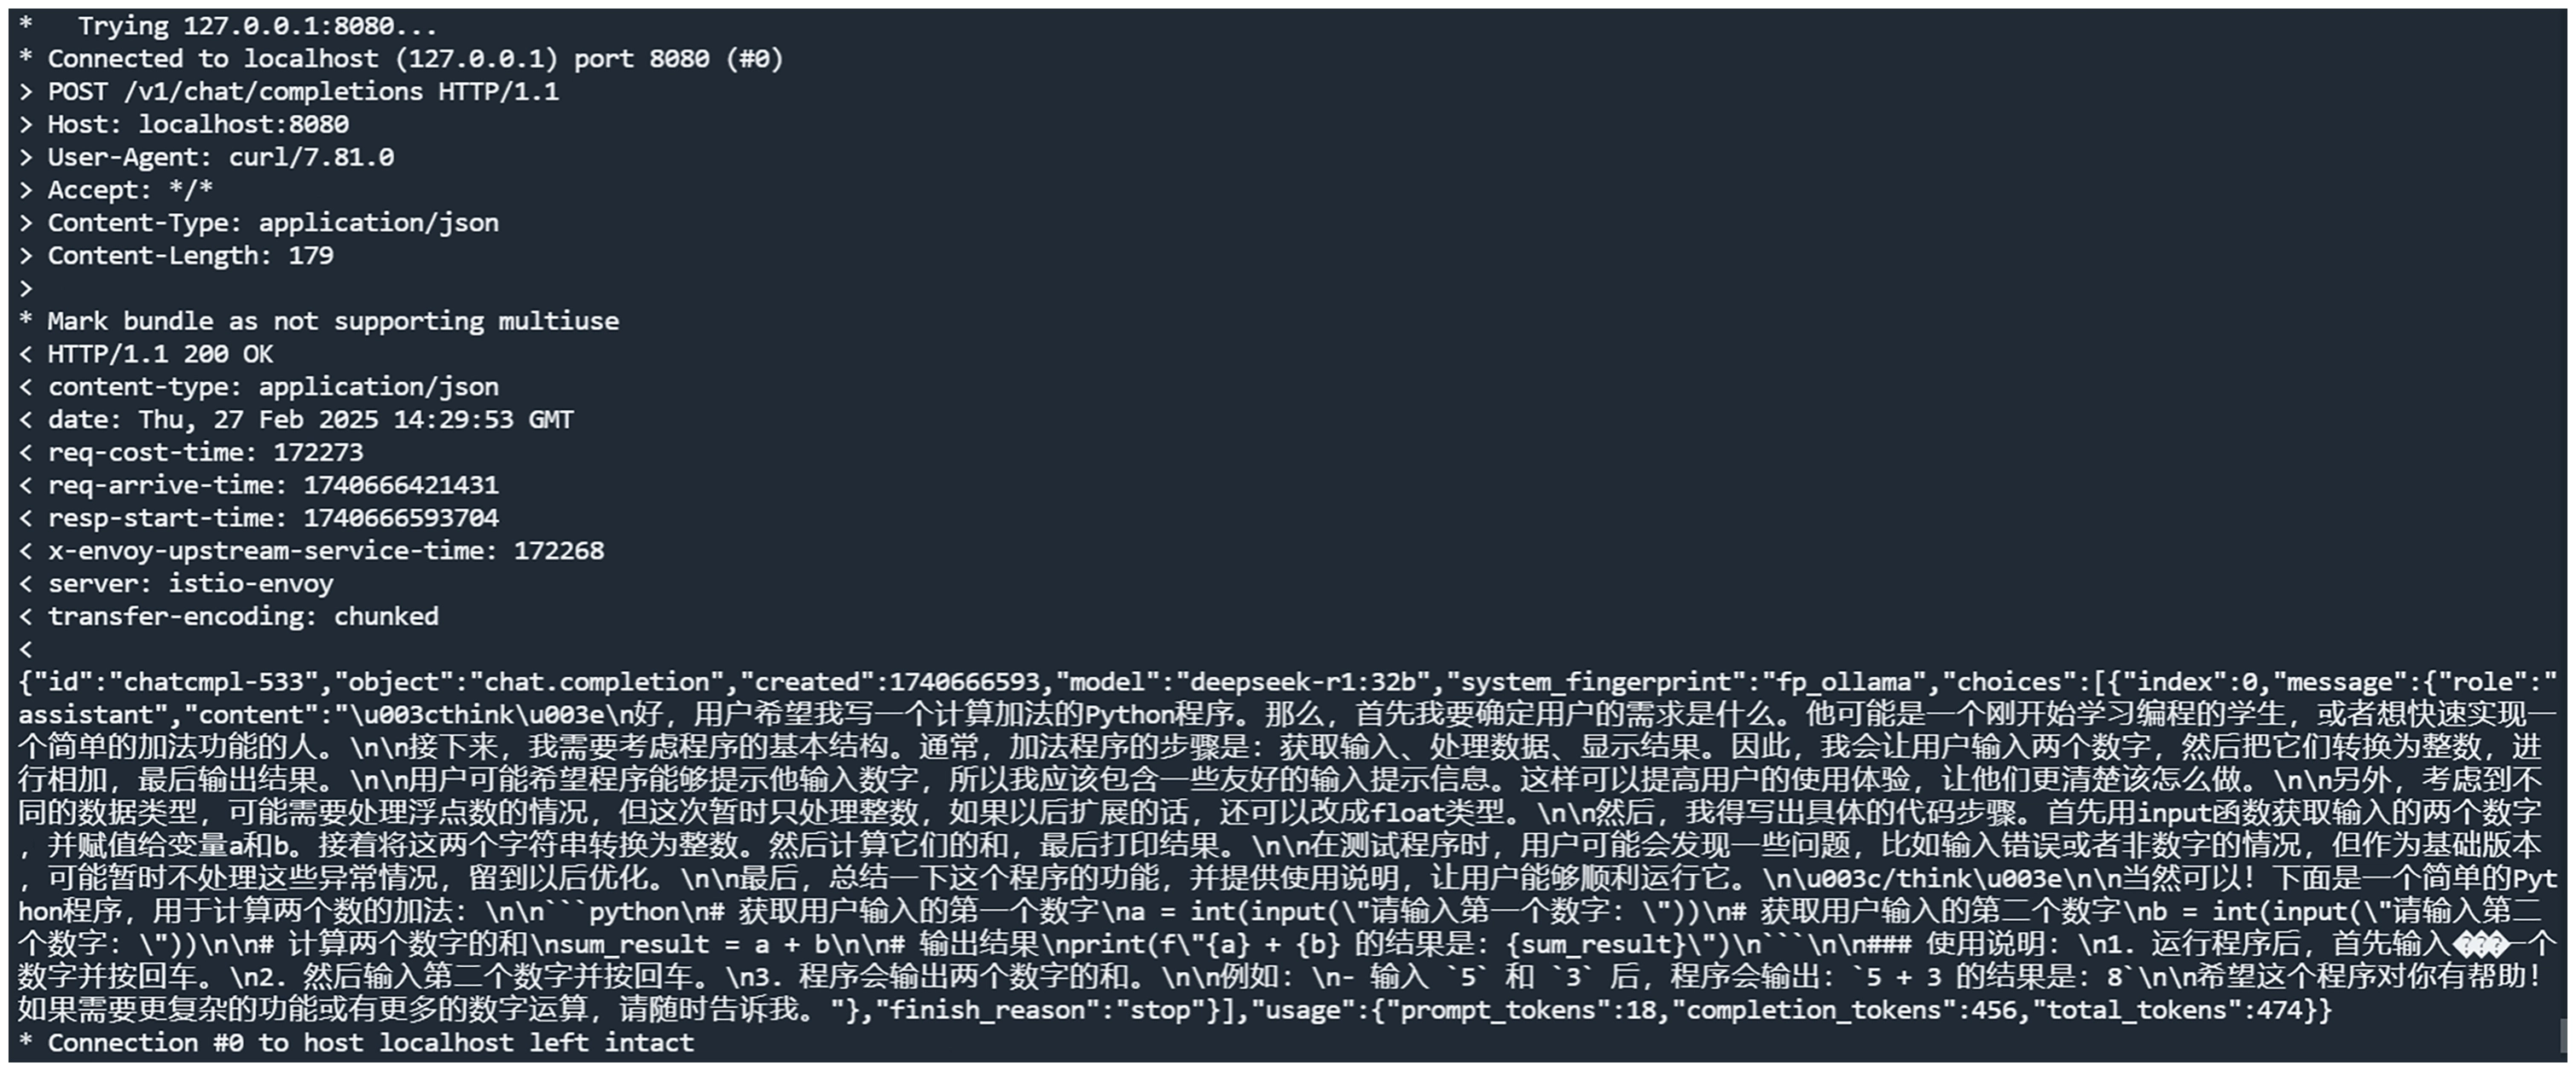 *   Trying 127.0.0.1:8080...
* Connected to localhost (127.0.0.1) port 8080 (#0)
> POST /v1/chat/completions HTTP/1.1
> Host: localhost:8080
> User-Agent: curl/7.81.0
> Accept: */*
> Content-Type: application/json
> Content-Length: 179
>
* Mark bundle as not supporting multiuse
< HTTP/1.1 200 OK
< content-type: application/json
< date: Thu, 27 Feb 2025 14:29:53 GMT
< req-cost-time: 172273
< req-arrive-time: 1740666421431
< resp-start-time: 1740666593704
< x-envoy-upstream-service-time: 172268
< server: istio-envoy
< transfer-encoding: chunked
<
{"id":"chatcmpl-533","object":"chat.completion","created":1740666593,"model":"deepseek-r1:32b","system_fingerprint":"fp_ollama","choices":[{"index":0,"message":{"role":"
assistant","content":"\u003cthink\u003e\n好，用户希望我写一个计算加法的Python程序。那么，首先我要确定用户的需求是什么。他可能是一个刚开始学习编程的学生，或者想快速实现一
个简单的加法功能的人。\n\n接下来，我需要考虑程序的基本结构。通常，加法程序的步骤是：获取输入、处理数据、显示结果。因此，我会让用户输入两个数字，然后把它们转换为整数，进
行相加，最后输出结果。\n\n用户可能希望程序能够提示他输入数字，所以我应该包含一些友好的输入提示信息。这样可以提高用户的使用体验，让他们更清楚该怎么做。\n\n另外，考虑到不
同的数据类型，可能需要处理浮点数的情况，但这次暂时只处理整数，如果以后扩展的话，还可以改成float类型。\n\n然后，我得写出具体的代码步骤。首先用input函数获取输入的两个数字
，并赋值给变量a和b。接着将这两个字符串转换为整数。然后计算它们的和，最后打印结果。\n\n在测试程序时，用户可能会发现一些问题，比如输入错误或者非数字的情况，但作为基础版本
，可能暂时不处理这些异常情况，留到以后优化。\n\n最后，总结一下这个程序的功能，并提供使用说明，让用户能够顺利运行它。\n\u003c/think\u003e\n\n当然可以！下面是一个简单的Pyt
hon程序，用于计算两个数的加法：\n\n```python\n# 获取用户输入的第一个数字\na = int(input(\"请输入第一个数字：\"))\n# 获取用户输入的第二个数字\nb = int(input(\"请输入第二
个数字：\"))\n\n# 计算两个数字的和\nsum_result = a + b\n\n# 输出结果\nprint(f\"{a} + {b} 的结果是：{sum_result}\")\n```\n\n### 使用说明：\n1. 运行程序后，首先输入���一个
数字并按回车。\n2. 然后输入第二个数字并按回车。\n3. 程序会输出两个数字的和。\n\n例如：\n- 输入 `5` 和 `3` 后，程序会输出：`5 + 3 的结果是：8`\n\n希望这个程序对你有帮助！
如果需要更复杂的功能或有更多的数字运算，请随时告诉我。"},"finish_reason":"stop"}],"usage":{"prompt_tokens":18,"completion_tokens":456,"total_tokens":474}}
* Connection #0 to host localhost left intact